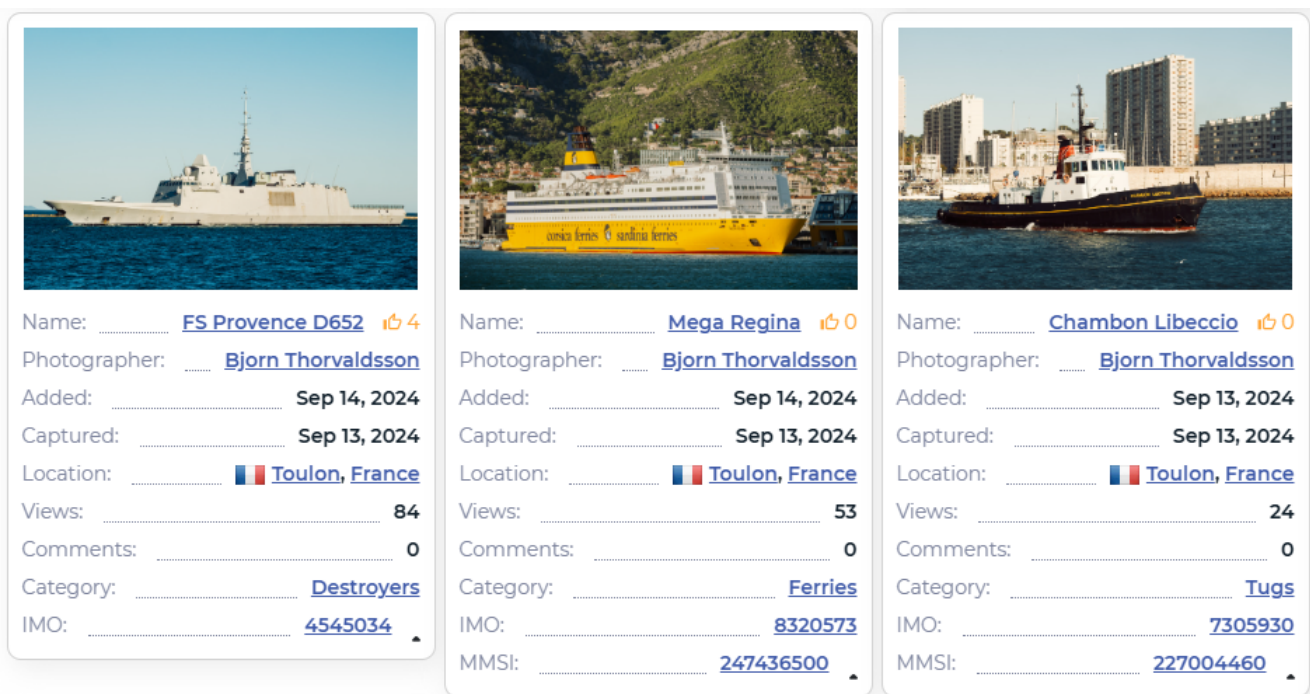 corsica ferries sardinia ferries
Name: FS Provence D652 4
Photographer: Bjorn Thorvaldsson
Added: Sep 14, 2024
Captured: Sep 13, 2024
Location: Toulon, France
Views: 84
Comments: 0
Category: Destroyers
IMO: 4545034
Name: Mega Regina 0
Photographer: Bjorn Thorvaldsson
Added: Sep 14, 2024
Captured: Sep 13, 2024
Location: Toulon, France
Views: 53
Comments: 0
Category: Ferries
IMO: 8320573
MMSI: 247436500
Name: Chambon Libeccio 0
Photographer: Bjorn Thorvaldsson
Added: Sep 13, 2024
Captured: Sep 13, 2024
Location: Toulon, France
Views: 24
Comments: 0
Category: Tugs
IMO: 7305930
MMSI: 227004460